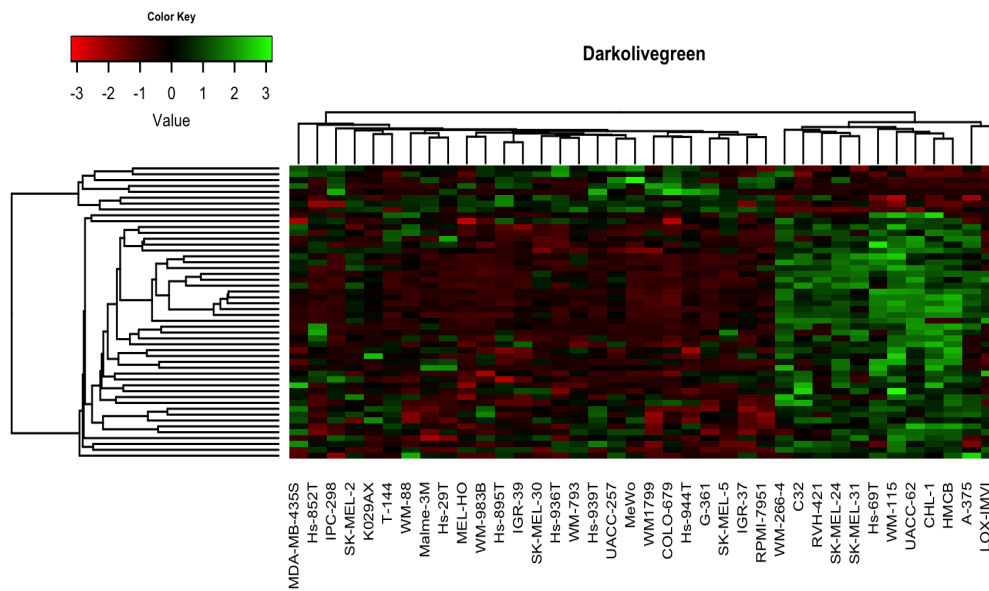 Color Key
-3 -2 -1 0 1 2 3
Value
Darkolivegreen
MDA-MB-435S
Hs-852T
IPC-298
SK-MEL-2
K029AX
T-144
WM-88
Malme-3M
Hs-29T
MEL-HO
WM-983B
Hs-895T
IGR-39
SK-MEL-30
Hs-936T
WM-793
Hs-939T
UACC-257
MeWo
WM1799
COLO-679
Hs-944T
G-361
SK-MEL-5
IGR-37
RPMI-7951
WM-266-4
C32
RVH-421
SK-MEL-24
SK-MEL-31
Hs-69T
WM-115
UACC-62
CHL-1
HMCB
A-375
LOX-IMVI